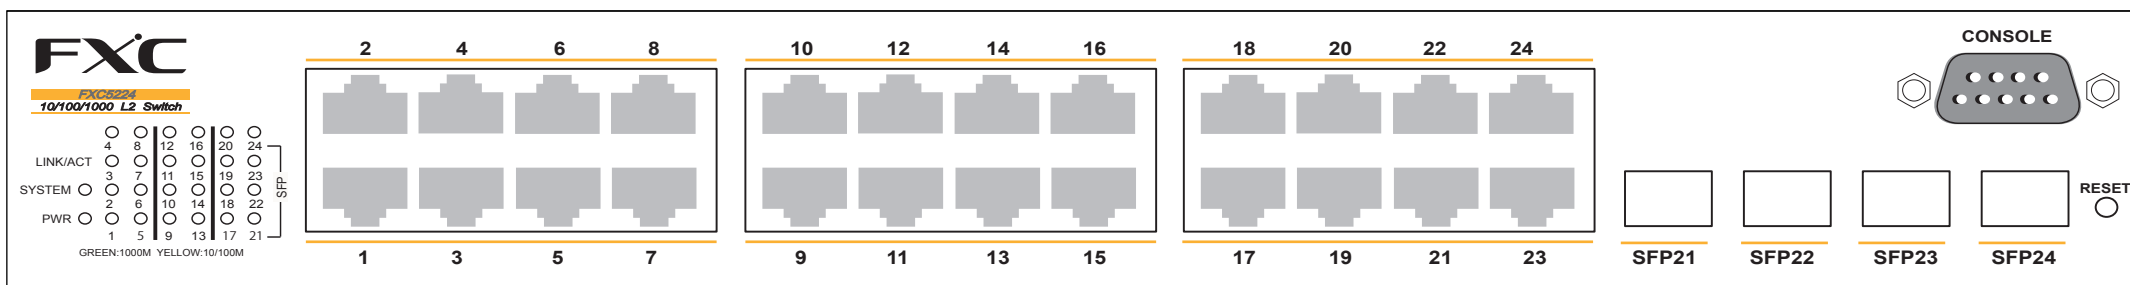 FXC
FXC5224
10/100/1000 L2 Switch
4 8 12 16 20 24
LINK/ACT
3 7 11 15 19 23
SYSTEM
2 6 10 14 18 22
PWR
1 5 9 13 17 21
SFP
GREEN:1000M YELLOW:10/100M
2 4 6 8
1 3 5 7
10 12 14 16
9 11 13 15
18 20 22 24
17 19 21 23
CONSOLE
SFP21 SFP22 SFP23 SFP24
RESET